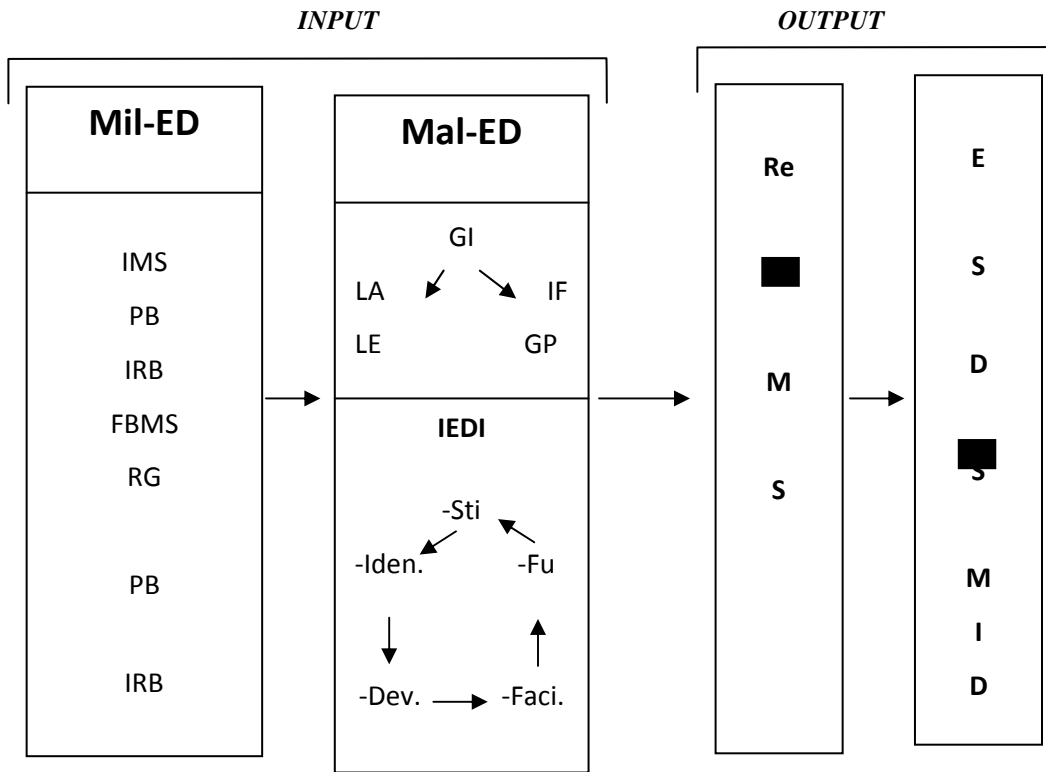 INPUT
OUTPUT
Mil-ED
IMS
PB
IRB
FBMS
RG
PB
IRB
Mal-ED
GI
LA IF
LE GP
IEDI
-Sti
-Iden. -Fu
-Dev. -Faci.
Re
M
S
E
S
D
S
M
I
D